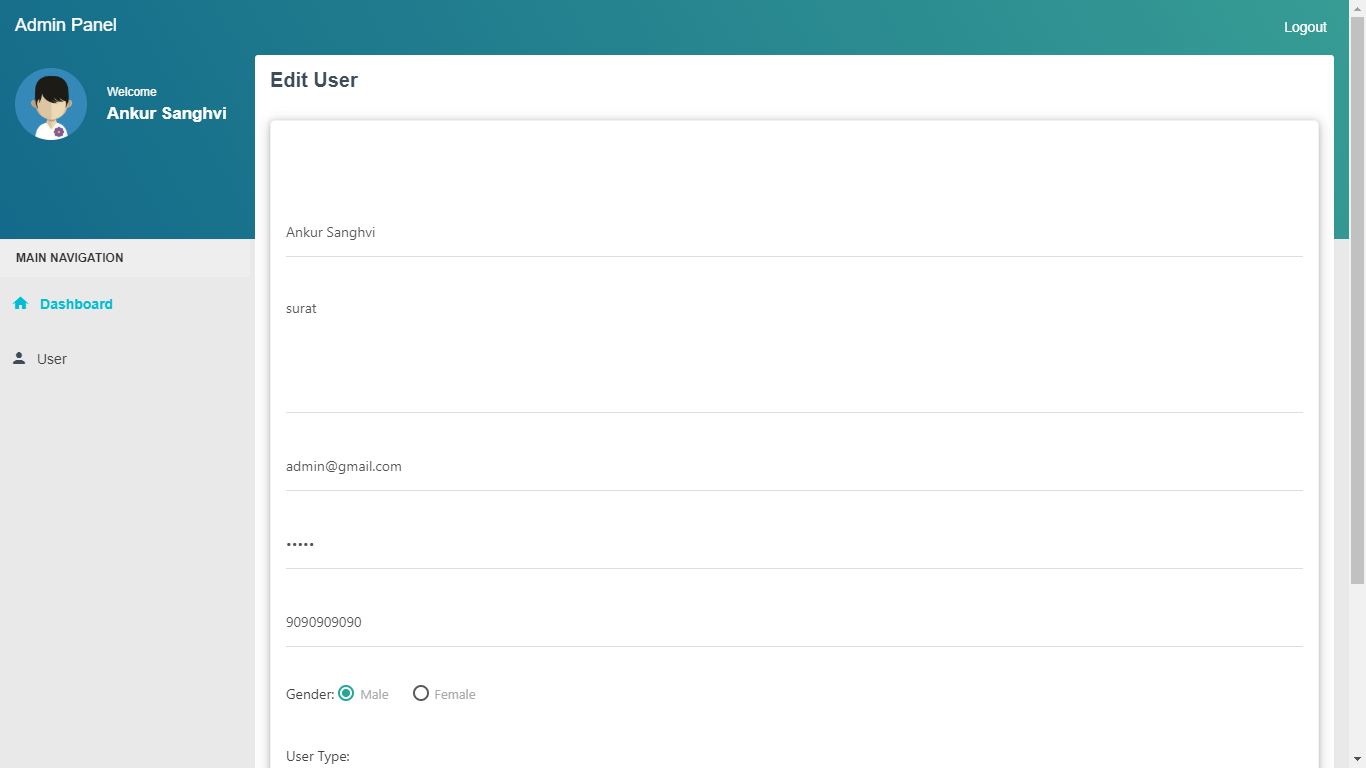 Admin Panel
Logout
Welcome
Ankur Sanghvi
MAIN NAVIGATION
Dashboard
User
Edit User
Ankur Sanghvi
surat
admin@gmail.com
•••••
9090909090
Gender: Male Female
User Type: